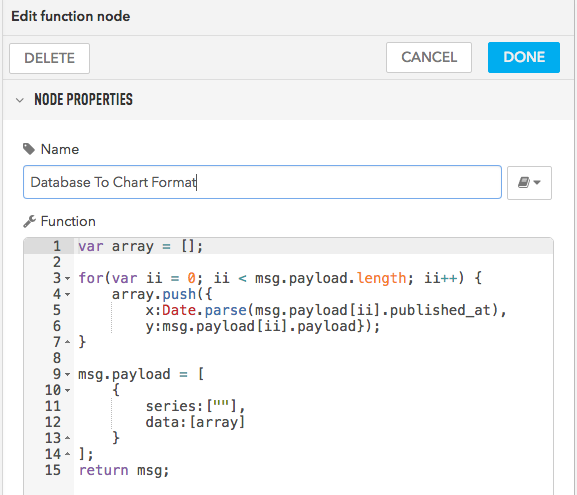 Edit function node
DELETE
CANCEL
DONE
NODE PROPERTIES
Name
Database To Chart Format
Function
1 var array = [];
2
3 for(var ii = 0; ii < msg.payload.length; ii++) {
4     array.push({
5         x:Date.parse(msg.payload[ii].published_at),
6         y:msg.payload[ii].payload});
7 }
8
9 msg.payload = [
10     {
11         series:[""],
12         data:[array]
13     }
14 ];
15 return msg;